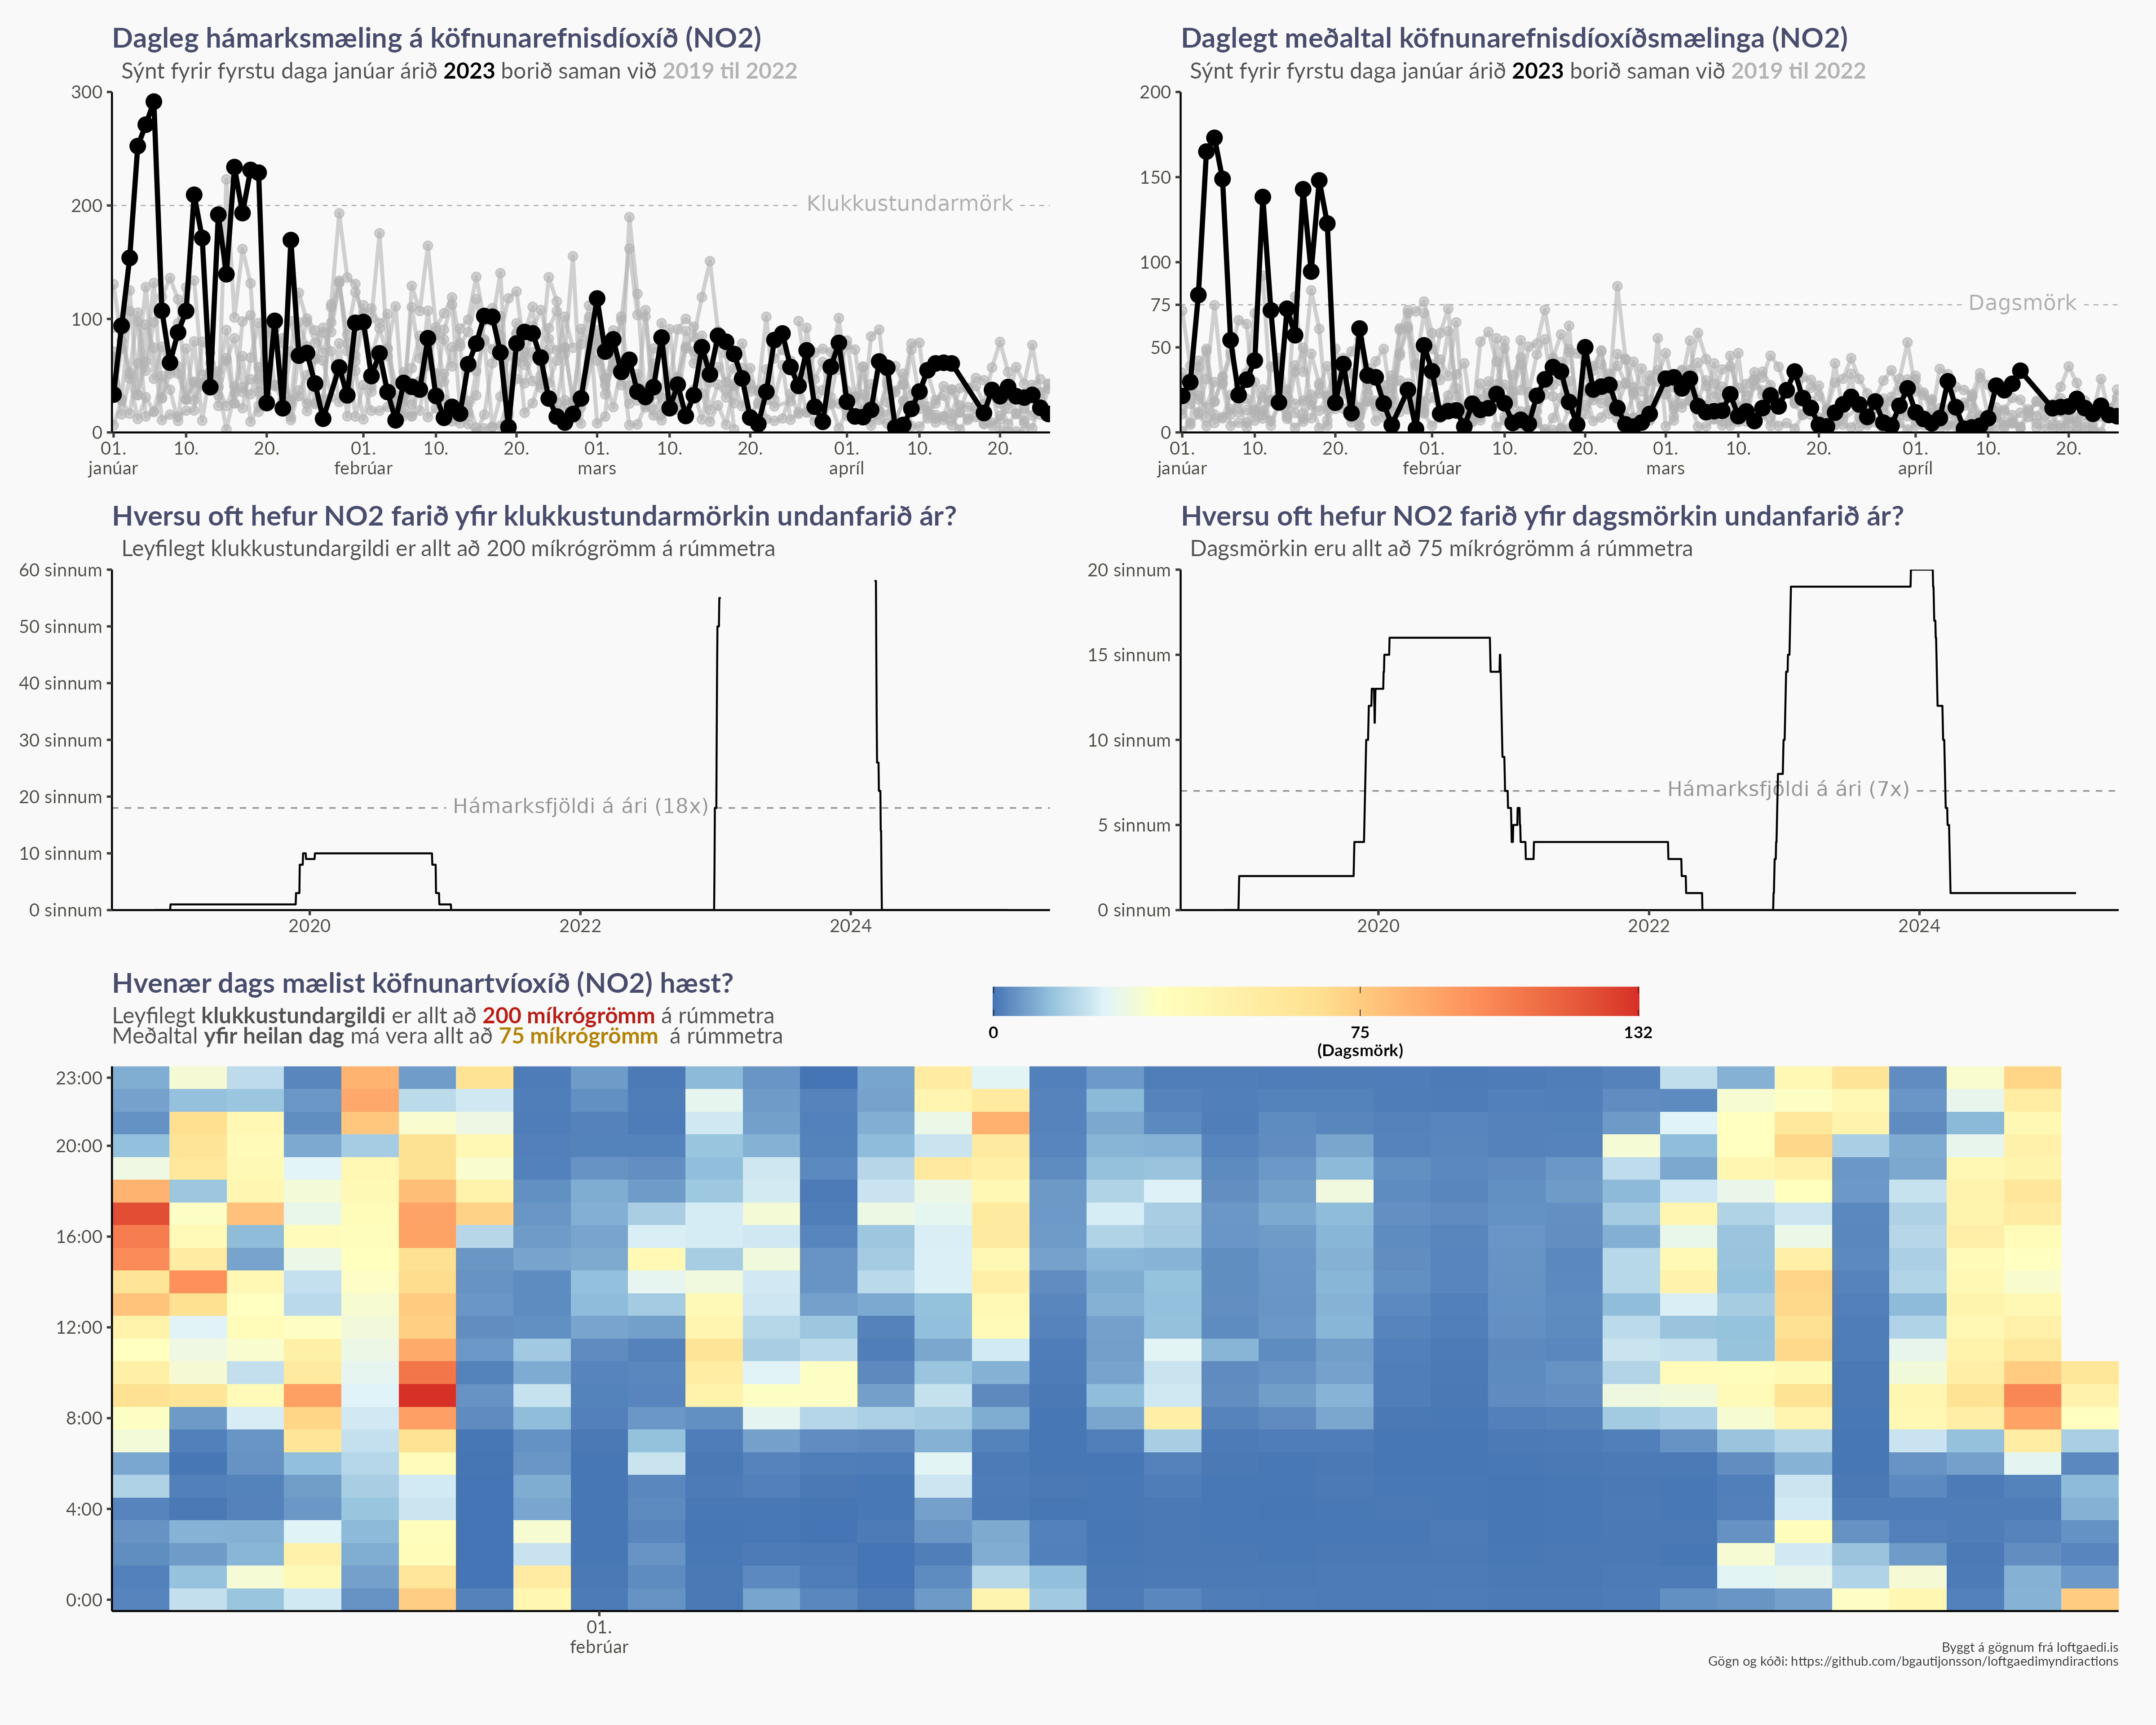 Dagleg hámarksmæling á köfnunarefnisdíoxíð (NO2)
Sýnt fyrir fyrstu daga janúar árið 2023 borið saman við 2019 til 2022
300
200
100
0
Klukkustundarmörk
01. 10. 20. 01. 10. 20. 01. 10. 20. 01. 10. 20.
janúar febrúar mars apríl
Daglegt meðaltal köfnunarefnisdíoxíðsmælinga (NO2)
Sýnt fyrir fyrstu daga janúar árið 2023 borið saman við 2019 til 2022
200
150
100
75
50
0
Dagsmörk
01. 10. 20. 01. 10. 20. 01. 10. 20. 01. 10. 20.
janúar febrúar mars apríl
Hversu oft hefur NO2 farið yfir klukkustundarmörkin undanfarið ár?
Leyfilegt klukkustundargildi er allt að 200 míkrógrömm á rúmmetra
60 sinnum
50 sinnum
40 sinnum
30 sinnum
20 sinnum
10 sinnum
0 sinnum
Hámarksfjöldi á ári (18x)
2020 2022 2024
Hversu oft hefur NO2 farið yfir dagsmörkin undanfarið ár?
Dagsmörkin eru allt að 75 míkrógrömm á rúmmetra
20 sinnum
15 sinnum
10 sinnum
5 sinnum
0 sinnum
Hámarksfjöldi á ári (7x)
2020 2022 2024
Hvenær dags mælist köfnunartvíoxíð (NO2) hæst?
Leyfilegt klukkustundargildi er allt að 200 míkrógrömm á rúmmetra
Meðaltal yfir heilan dag má vera allt að 75 míkrógrömm á rúmmetra
0 75 132
(Dagsmörk)
23:00
20:00
16:00
12:00
8:00
4:00
0:00
01.
febrúar
Byggt á gögnum frá loftgaedi.is
Gögn og kóði: https://github.com/bgautijonsson/loftgaedimyndiractions